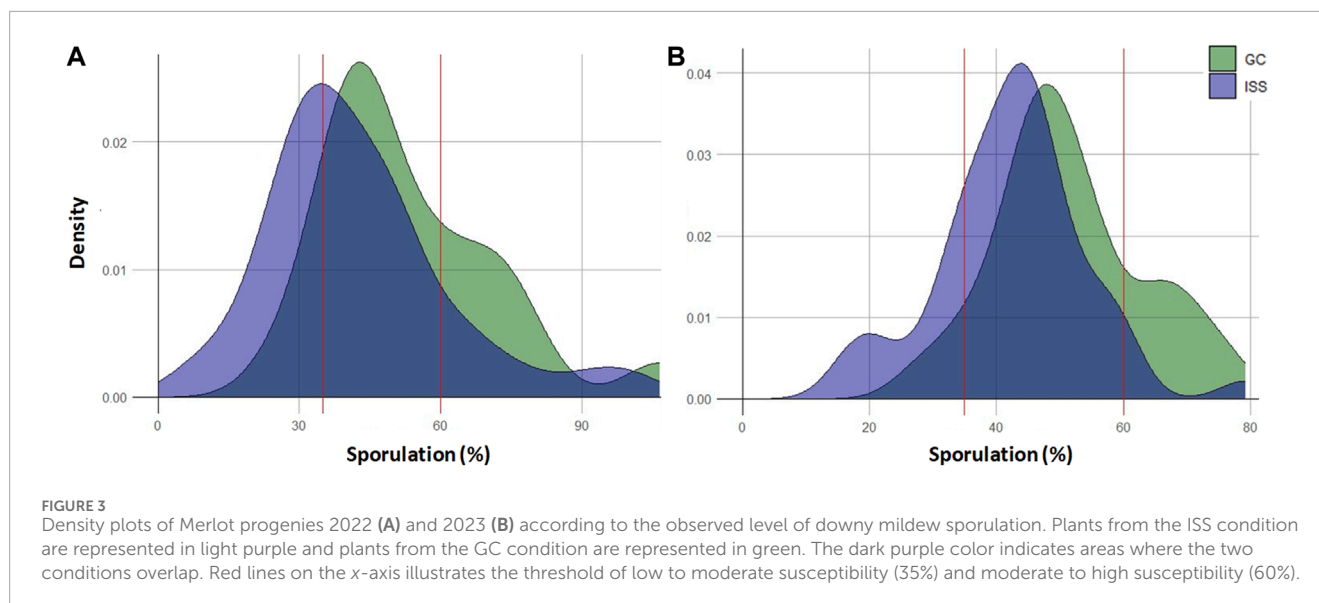 A
B
GC
ISS
0.02
0.01
0.00
Density
0
30
60
90
Sporulation (%)
0.04
0.03
0.02
0.01
0.00
0
20
40
60
80
Sporulation (%)
FIGURE 3
Density plots of Merlot progenies 2022 (A) and 2023 (B) according to the observed level of downy mildew sporulation. Plants from the ISS condition
are represented in light purple and plants from the GC condition are represented in green. The dark purple color indicates areas where the two
conditions overlap. Red lines on the x-axis illustrates the threshold of low to moderate susceptibility (35%) and moderate to high susceptibility (60%).